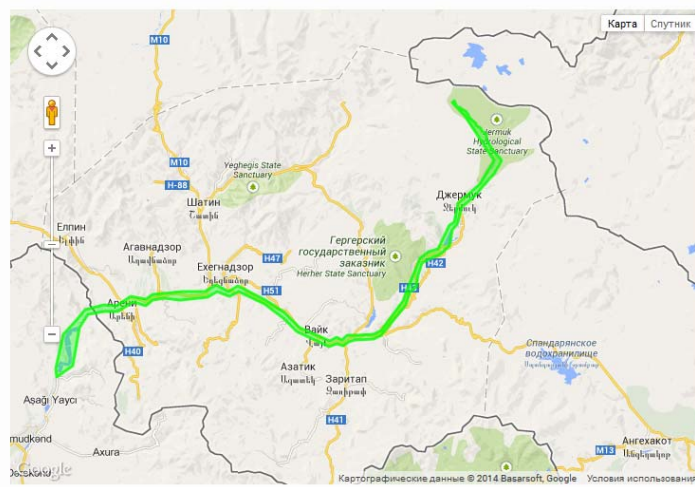 Карта
Спутник
M10
Jermuk
Hydrological
State Sanctuary
Yeghegis State
Sanctuary
M10
H-88
Шатин
Շատին
Джермук
Ջերմուկ
Елпин
Ելփին
Агавнадзор
Աղավնաձոր
Гергерский
государственный
заказник
Herher State Sanctuary
H47
H42
Ехегнадзор
Եղեգնաձոր
H51
H43
Арени
Արենի
Вайк
Վայք
H40
Спандарянское
водохранилище
Азатек
Ազատեկ
Заритап
Զառիթափ
Aşağı Yaycı
H41
mudkənd
Axura
M13
Ангехакот
Անգեղակոթ
Google
Картографические данные © 2014 Basarsoft, Google
Условия использования